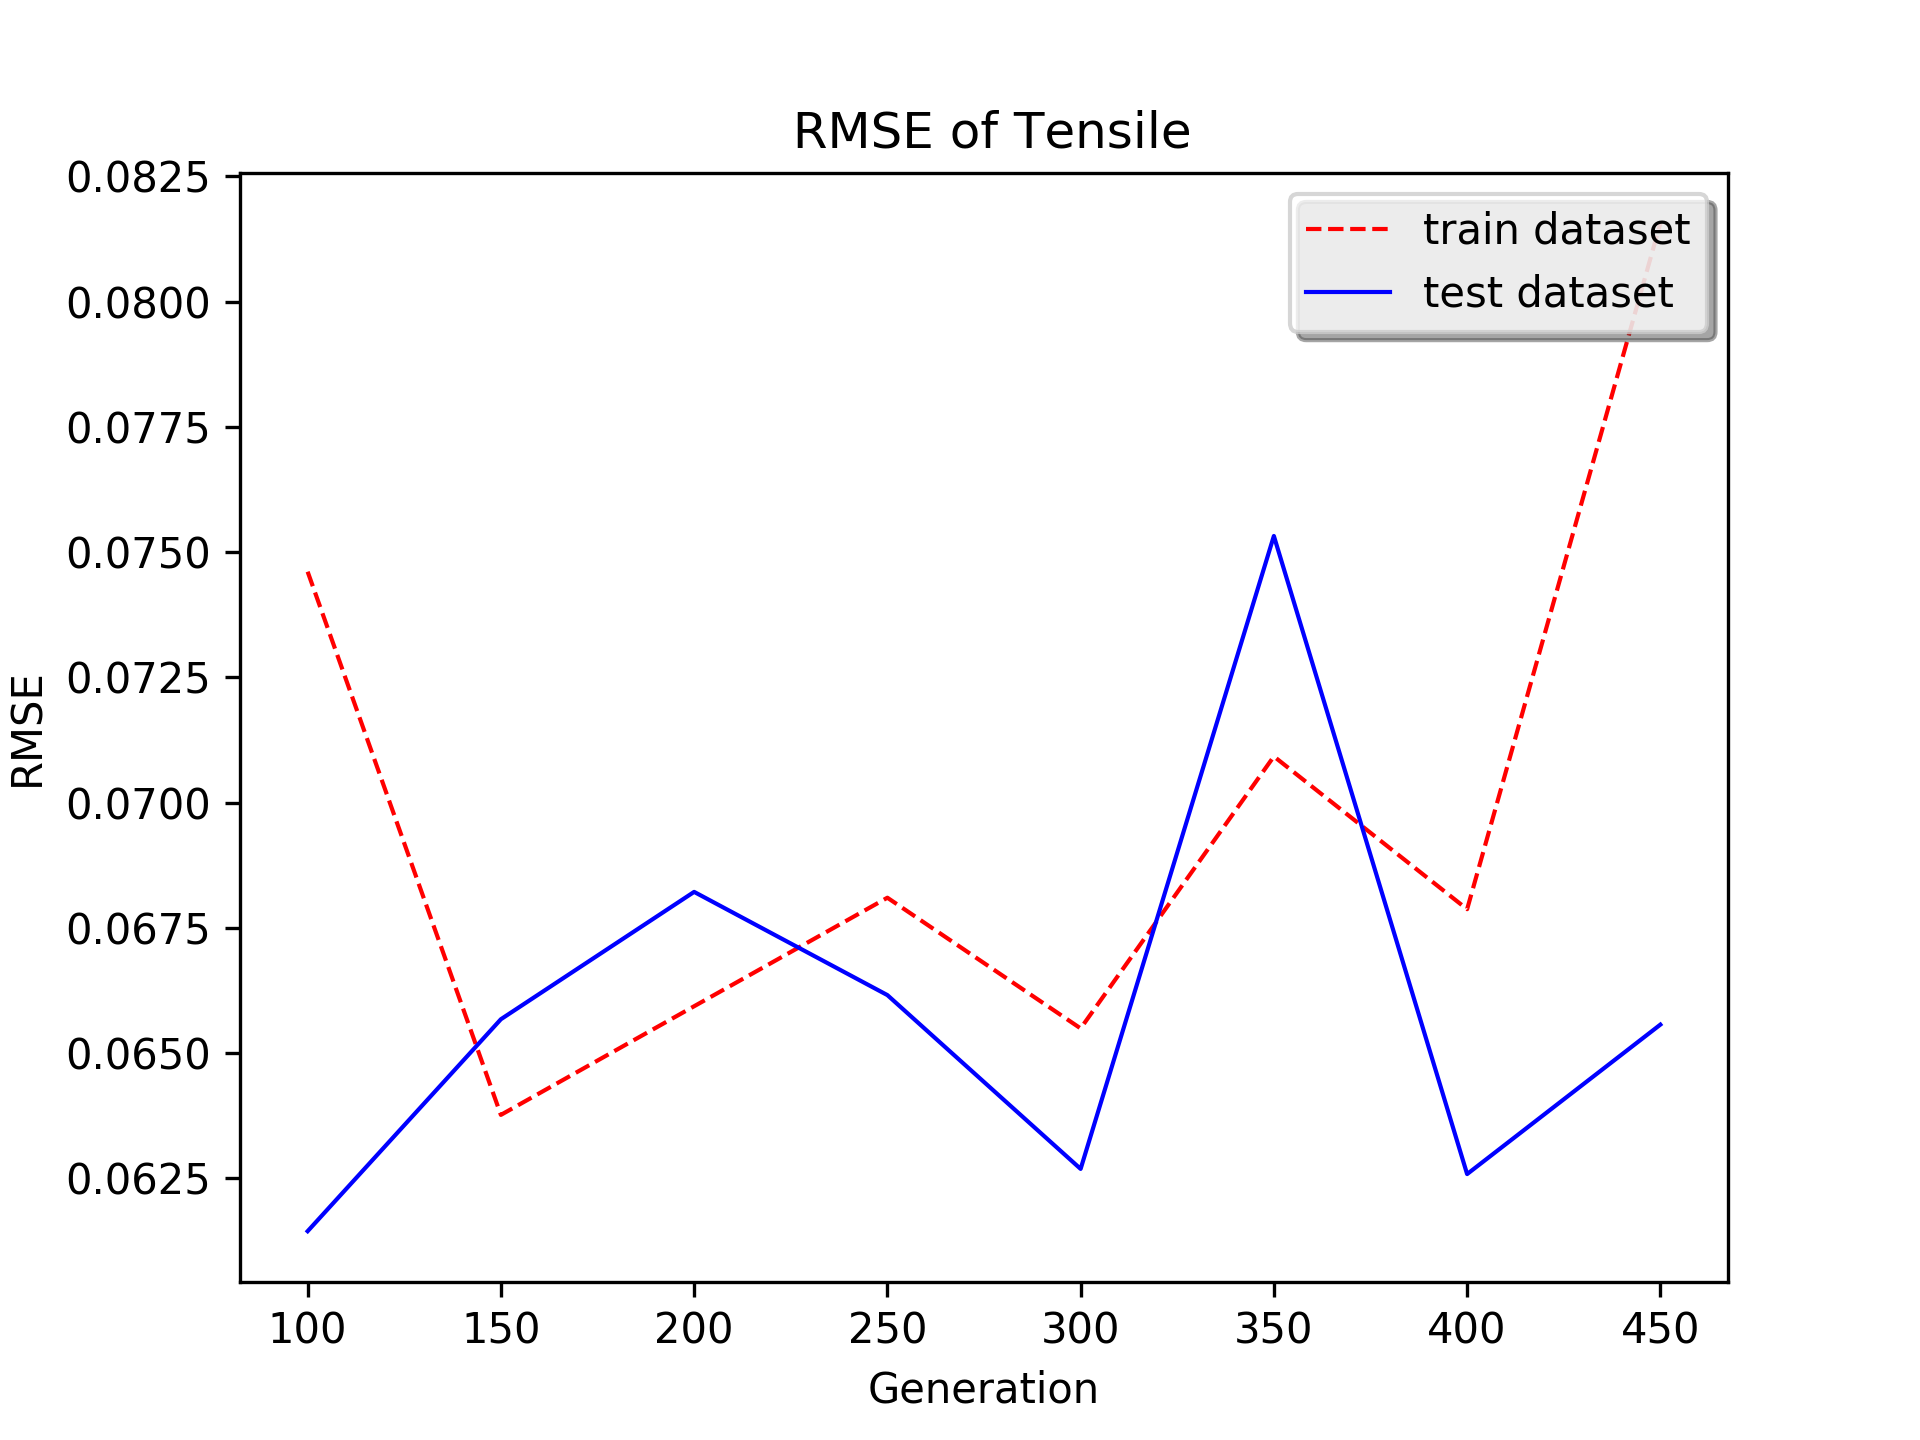 RMSE of Tensile
0.0825
0.0800
0.0775
0.0750
0.0725
0.0700
0.0675
0.0650
0.0625
RMSE
train dataset
test dataset
100 150 200 250 300 350 400 450
Generation